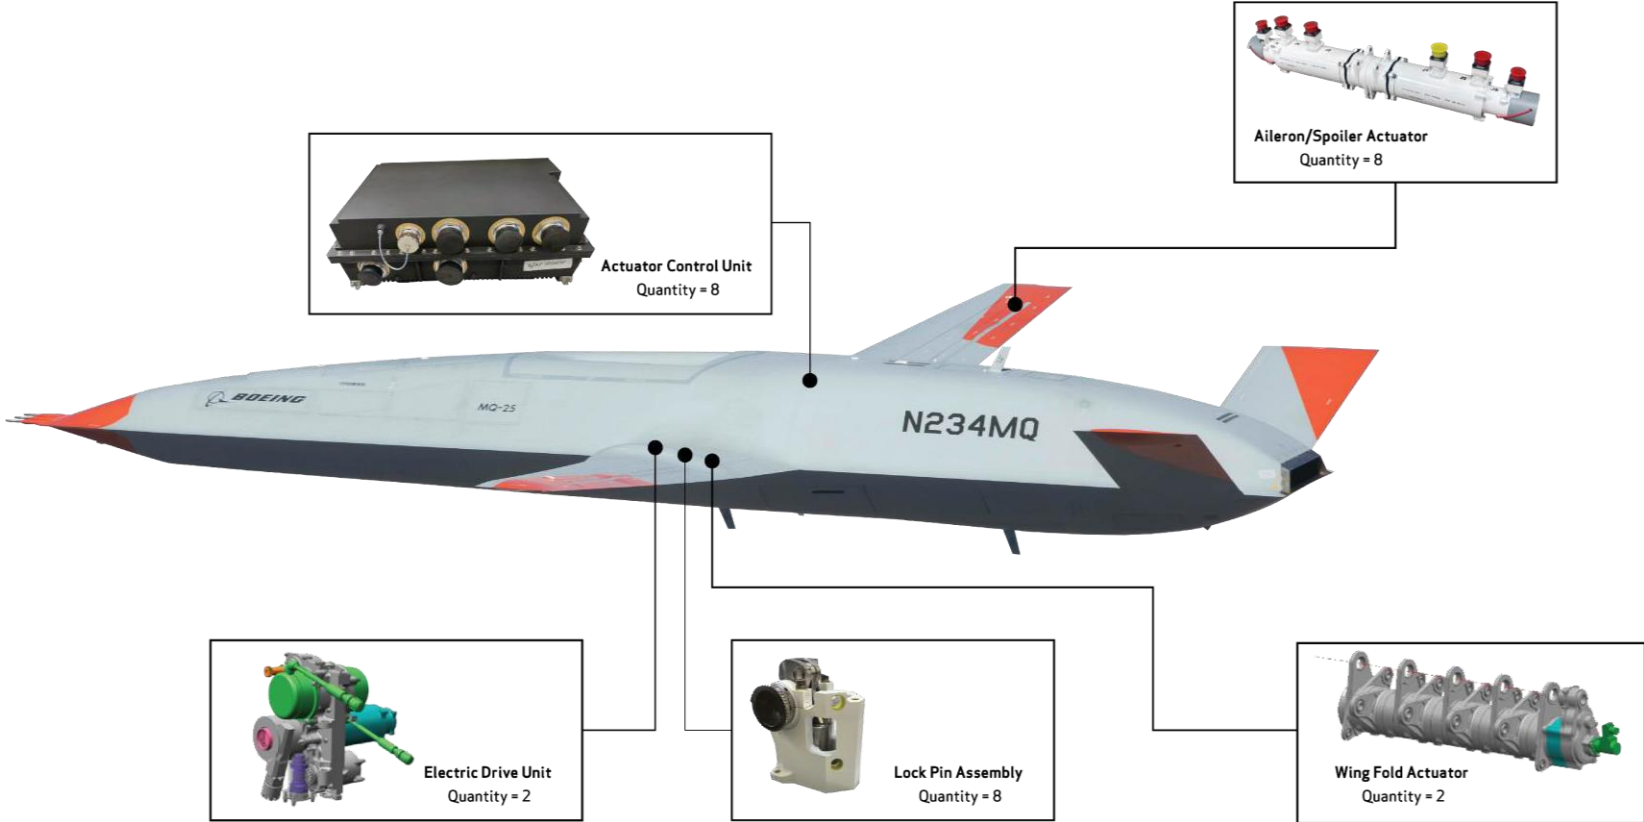 Aileron/Spoiler Actuator
Quantity = 8
Actuator Control Unit
Quantity = 8
BOEING
MQ-25
N234MQ
Electric Drive Unit
Quantity = 2
Lock Pin Assembly
Quantity = 8
Wing Fold Actuator
Quantity = 2